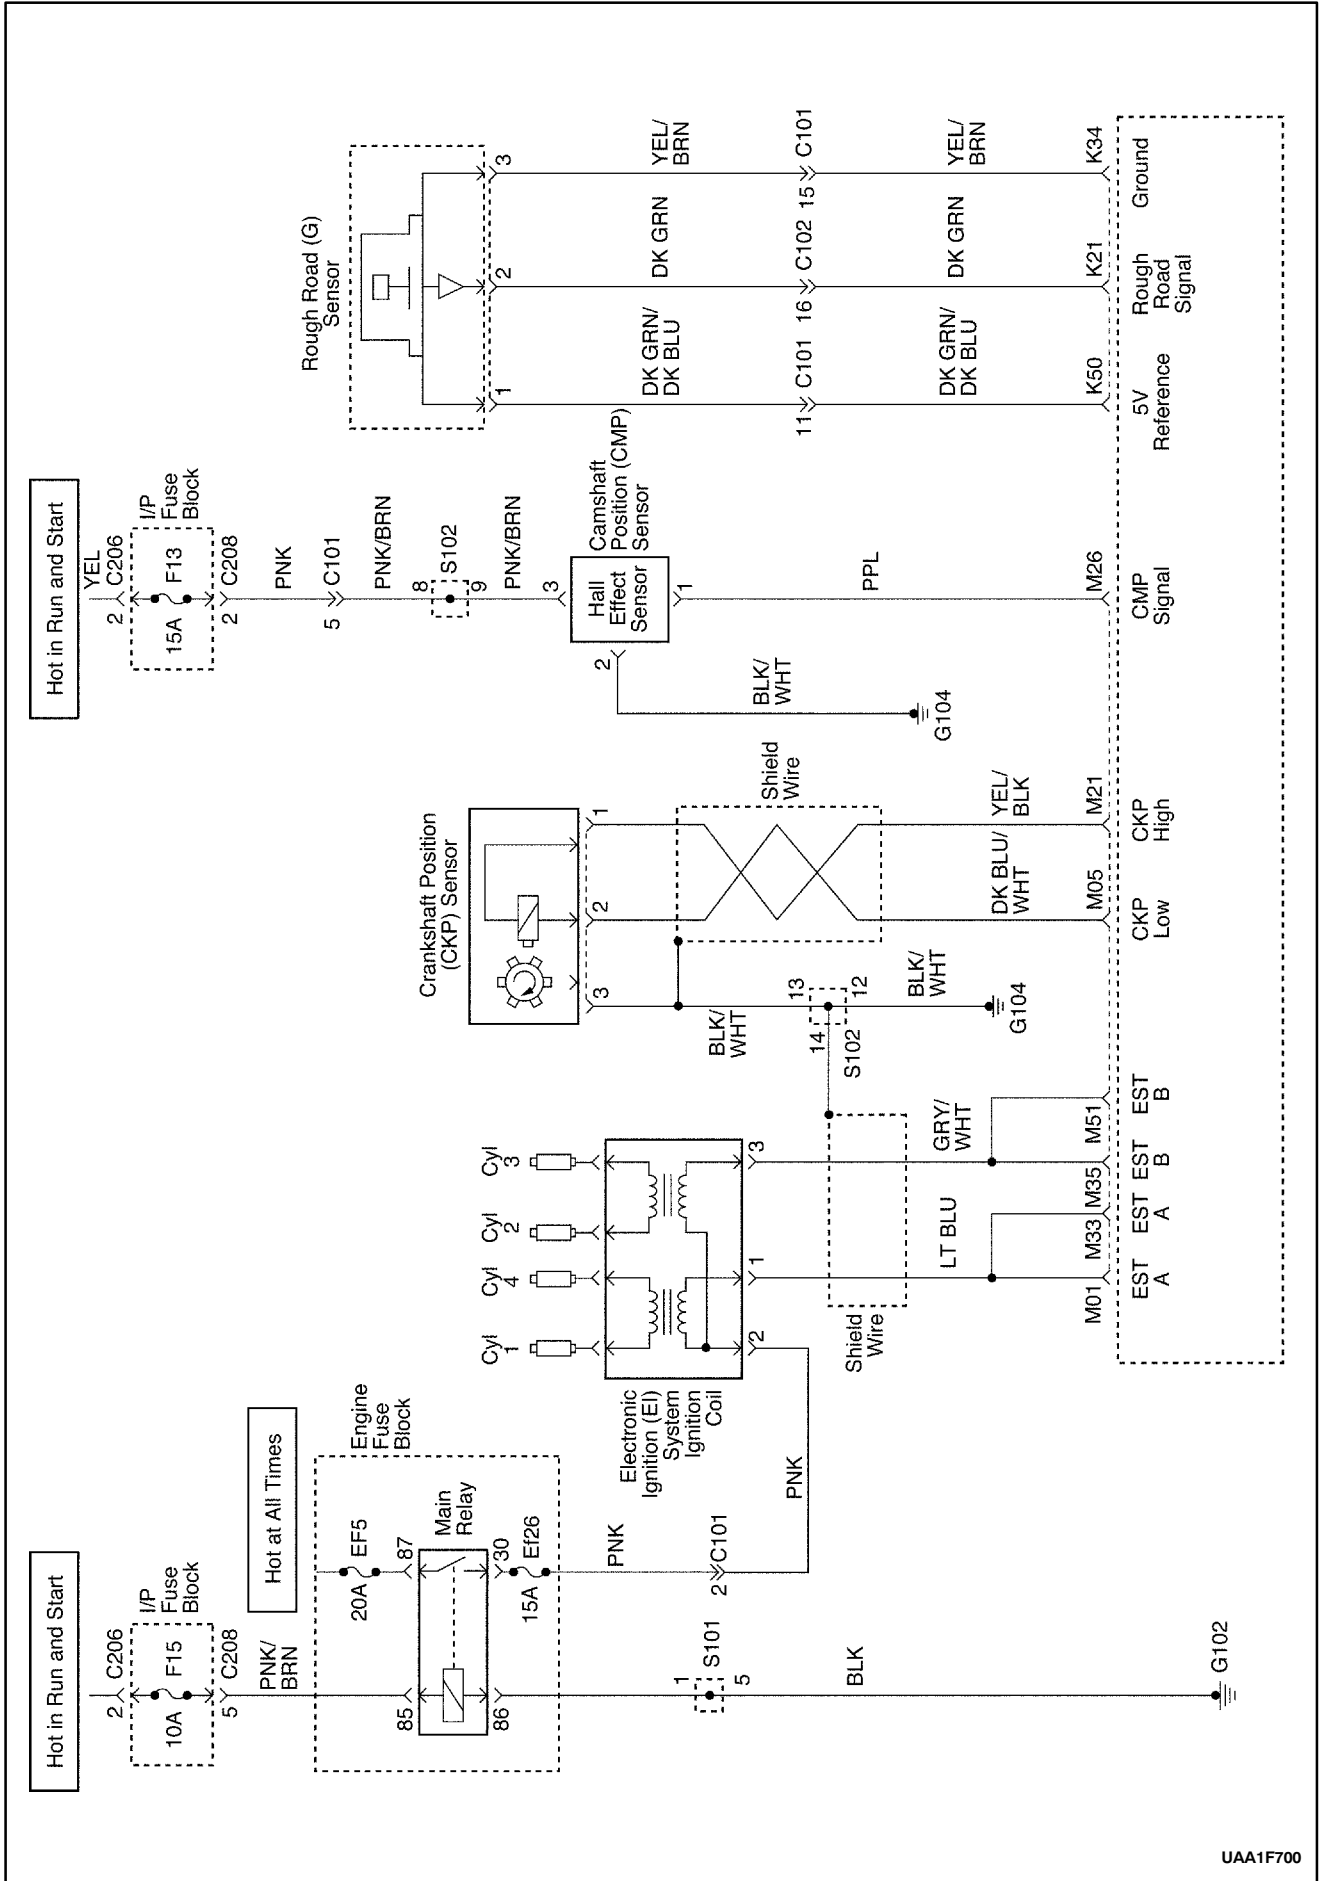 Hot in Run and Start
2
C206
10A
F15
I/P
Fuse
Block
5
C208
PNK/
BRN
Hot at All Times
Engine
Fuse
Block
20A
EF5
85
87
Main
Relay
86
30
15A
Ef26
PNK
2
C101
PNK
1
S101
5
BLK
G102
Cyl
1
Cyl
4
Cyl
2
Cyl
3
Electronic
Ignition (EI)
System
Ignition
Coil
2
1
3
Shield
Wire
LT BLU
GRY/
WHT
M01
M33
M35
M51
EST
A
EST
A
EST
B
EST
B
Crankshaft Position
(CKP) Sensor
3
2
1
Shield
Wire
BLK/
WHT
13
14
12
S102
BLK/
WHT
G104
DK BLU/
WHT
YEL/
BLK
M05
M21
CKP
Low
CKP
High
Hot in Run and Start
YEL
2
C206
15A
F13
I/P
Fuse
Block
2
C208
PNK
5
C101
PNK/BRN
8
S102
9
PNK/BRN
3
Hall
Effect
Sensor
Camshaft
Position (CMP)
Sensor
2
1
BLK/
WHT
G104
PPL
M26
CMP
Signal
Rough Road (G)
Sensor
1
2
3
DK GRN/
DK BLU
DK GRN
YEL/
BRN
11
C101
16
C102
15
C101
DK GRN/
DK BLU
DK GRN
YEL/
BRN
K50
K21
K34
5V
Reference
Rough
Road
Signal
Ground
UAA1F700